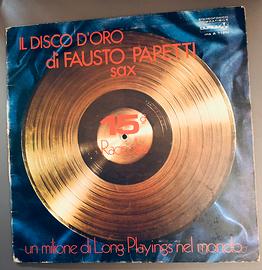 IL DISCO D'ORO
di FAUSTO PAPETTI
sax
15ª
Raccolta
un milione di Long Playings nel mondo